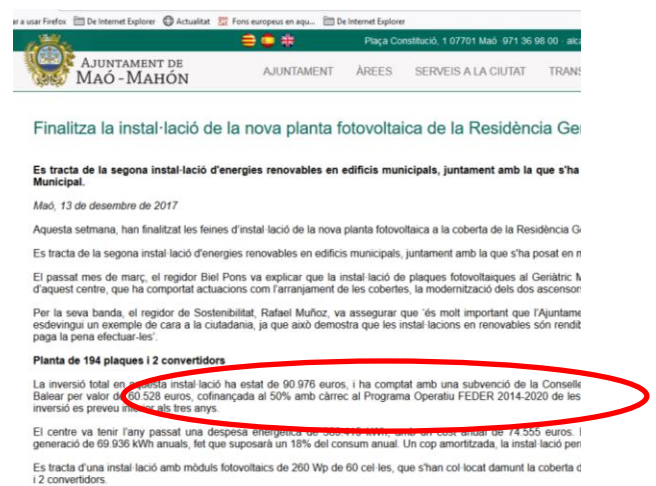 ar a usar Firefox De Internet Explorer Actualitat Fons europeus en aqu... De Internet Explorer
Plaça Constitució, 1 07701 Maó ·971 36 98 00 · alc
AJUNTAMENT DE
MAÓ - MAHÓN
AJUNTAMENT ÀREES SERVEIS A LA CIUTAT TRANS
Finalitza la instal·lació de la nova planta fotovoltaica de la Residència Ge
Es tracta de la segona instal·lació d'energies renovables en edificis municipals, juntament amb la que s'ha
Municipal.
Maó, 13 de desembre de 2017
Aquesta setmana, han finalitzat les feines d'instal·lació de la nova planta fotovoltaica a la coberta de la Residència G
Es tracta de la segona instal·lació d'energies renovables en edificis municipals, juntament amb la que s'ha posat en
El passat mes de març, el regidor Biel Pons va explicar que la instal·lació de plaques fotovoltaiques al Geriàtric
d'aquest centre, que ha comportat actuacions com l'arranjament de les cobertes, la modernització dels dos ascensor
Per la seva banda, el regidor de Sostenibilitat, Rafael Muñoz, va assegurar que 'és molt important que l'Ajuntame
esdevingui un exemple de cara a la ciutadania, ja que això demostra que les instal·lacions en renovables són rendib
paga la pena efectuar-les'.
Planta de 194 plaques i 2 convertidors
La inversió total en aquesta instal·lació ha estat de 90.976 euros, i ha comptat amb una subvenció de la Conselle
Balear per valor de 60.528 euros, cofinançada al 50% amb càrrec al Programa Operatiu FEDER 2014-2020 de les
inversió es preveu inferior als tres anys.
El centre va tenir l'any passat una despesa energètica de kWh, amb un cost anual de 74.555 euros.
generació de 69.936 kWh anuals, fet que suposarà un 18% del consum anual. Un cop amortitzada, la instal·lació per
Es tracta d'una instal·lació amb mòduls fotovoltaics de 260 Wp de 60 cel·les, que s'han col·locat damunt la coberta d
i 2 convertidors.